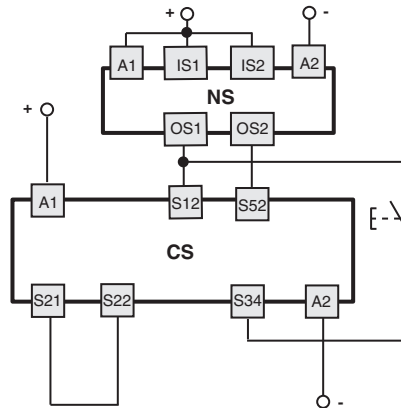 + -
A1 IS1 IS2 A2
NS
OS1 OS2
+
A1 S12 S52
CS
S21 S22 S34 A2
-